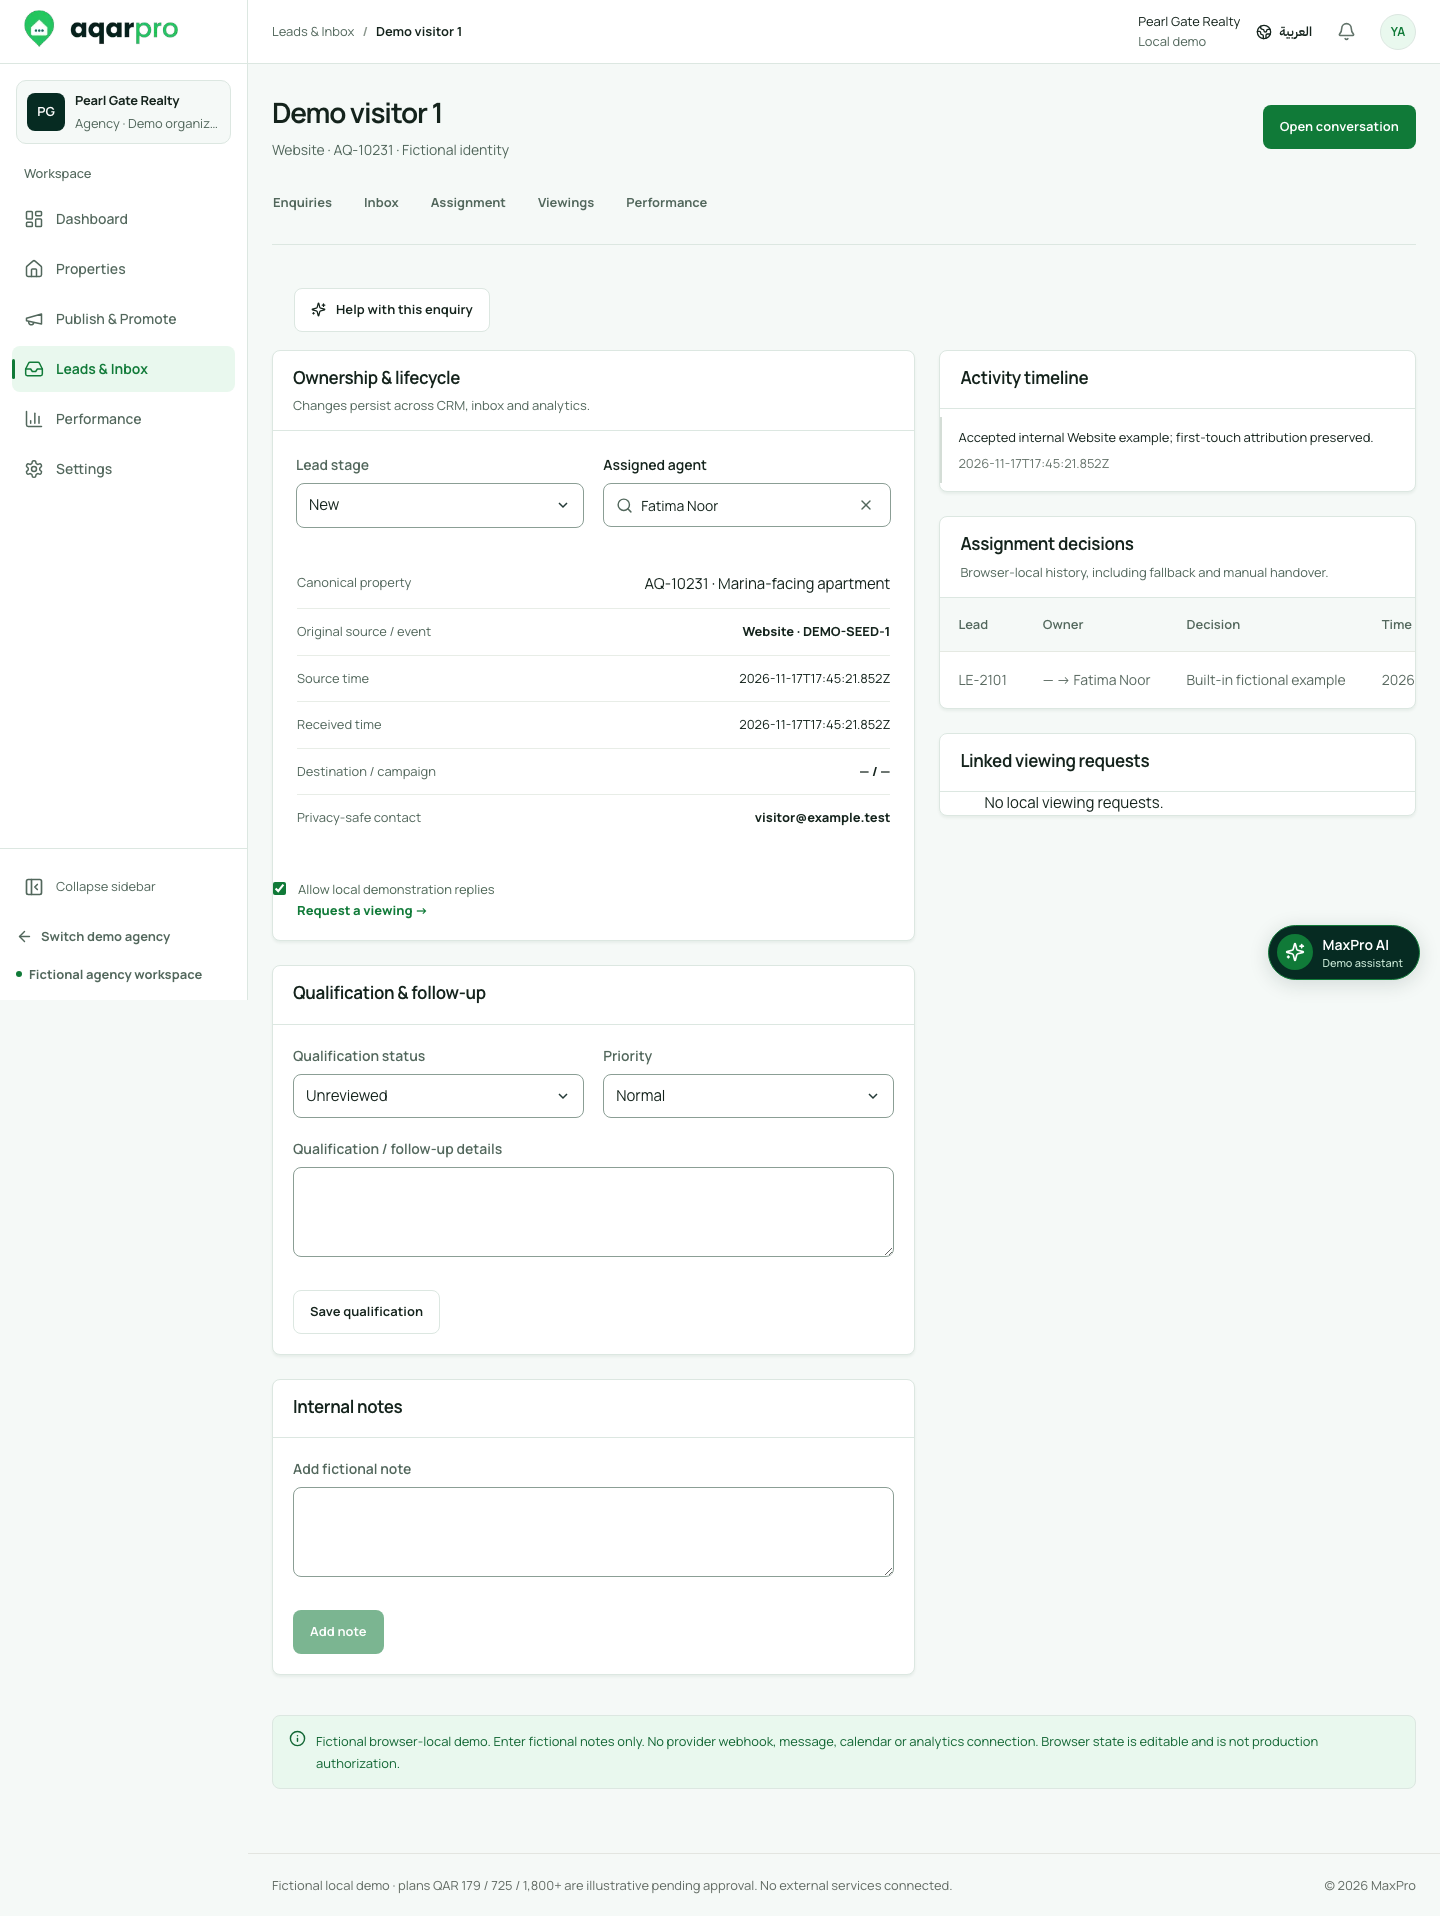 aqarpro
Leads & Inbox / Demo visitor 1
Pearl Gate Realty
Local demo
العربية
YA
PG
Pearl Gate Realty
Agency · Demo organiz...
Workspace
Dashboard
Properties
Publish & Promote
Leads & Inbox
Performance
Settings
Collapse sidebar
Switch demo agency
Fictional agency workspace
Demo visitor 1
Website · AQ-10231 · Fictional identity
Open conversation
Enquiries Inbox Assignment Viewings Performance
Help with this enquiry
Ownership & lifecycle
Changes persist across CRM, inbox and analytics.
Lead stage Assigned agent
New Fatima Noor
Canonical property AQ-10231 · Marina-facing apartment
Original source / event Website · DEMO-SEED-1
Source time 2026-11-17T17:45:21.852Z
Received time 2026-11-17T17:45:21.852Z
Destination / campaign — / —
Privacy-safe contact visitor@example.test
Allow local demonstration replies
Request a viewing →
Qualification & follow-up
Qualification status Priority
Unreviewed Normal
Qualification / follow-up details
Save qualification
Internal notes
Add fictional note
Add note
Activity timeline
Accepted internal Website example; first-touch attribution preserved.
2026-11-17T17:45:21.852Z
Assignment decisions
Browser-local history, including fallback and manual handover.
Lead Owner Decision Time
LE-2101 — → Fatima Noor Built-in fictional example 2026
Linked viewing requests
No local viewing requests.
MaxPro AI
Demo assistant
Fictional browser-local demo. Enter fictional notes only. No provider webhook, message, calendar or analytics connection. Browser state is editable and is not production
authorization.
Fictional local demo · plans QAR 179 / 725 / 1,800+ are illustrative pending approval. No external services connected.
© 2026 MaxPro